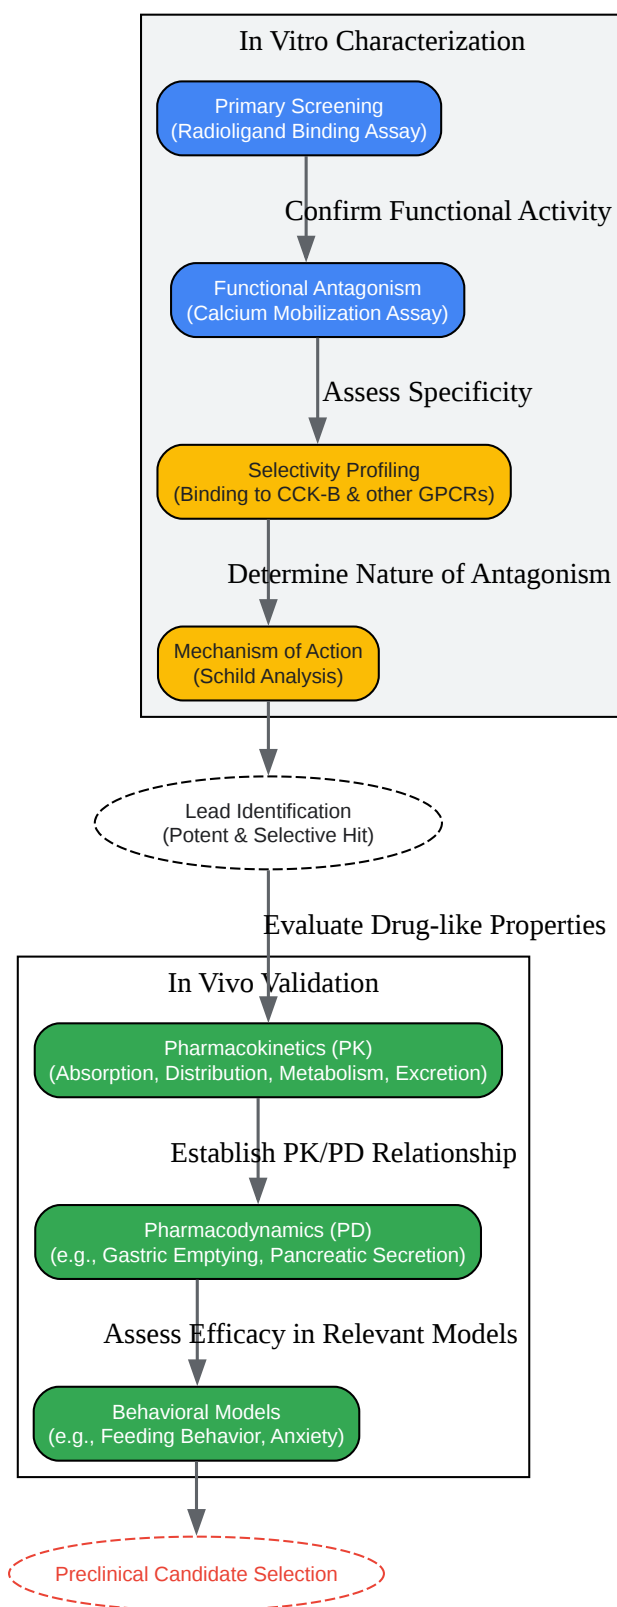 In Vitro Characterization
Primary Screening
(Radioligand Binding Assay)
Confirm Functional Activity
Functional Antagonism
(Calcium Mobilization Assay)
Assess Specificity
Selectivity Profiling
(Binding to CCK-B & other GPCRs)
Determine Nature of Antagonism
Mechanism of Action
(Schild Analysis)
Lead Identification
(Potent & Selective Hit)
Evaluate Drug-like Properties
In Vivo Validation
Pharmacokinetics (PK)
(Absorption, Distribution, Metabolism, Excretion)
Establish PK/PD Relationship
Pharmacodynamics (PD)
(e.g., Gastric Emptying, Pancreatic Secretion)
Assess Efficacy in Relevant Models
Behavioral Models
(e.g., Feeding Behavior, Anxiety)
Preclinical Candidate Selection